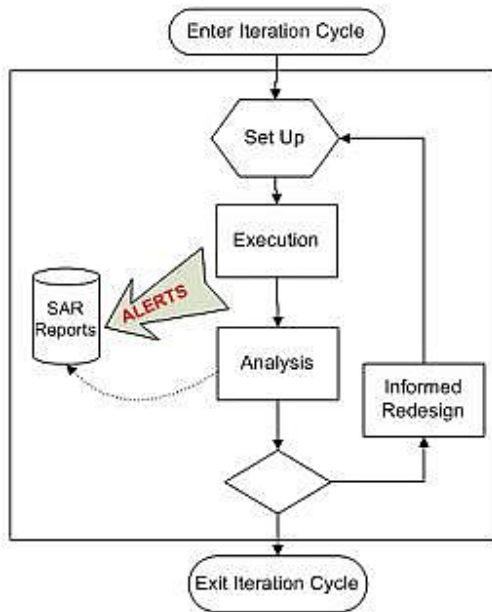 Enter Iteration Cycle
Set Up
Execution
ALERTS
SAR
Reports
Analysis
Informed
Redesign
Exit Iteration Cycle